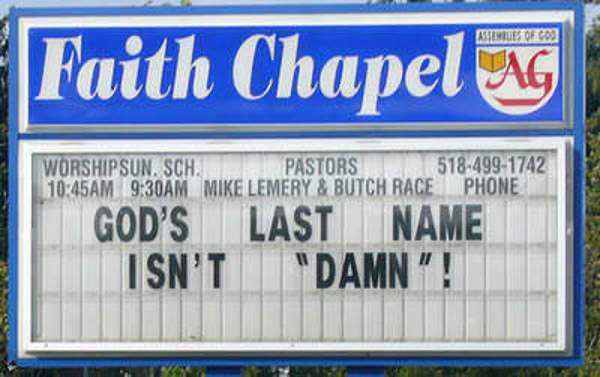 Faith Chapel
ASSEMBLIES OF GOD
AG
WORSHIP SUN. SCH. PASTORS 518-499-1742
10:45AM 9:30AM MIKE LEMERY & BUTCH RACE PHONE
GOD'S LAST NAME
ISN'T "DAMN"!